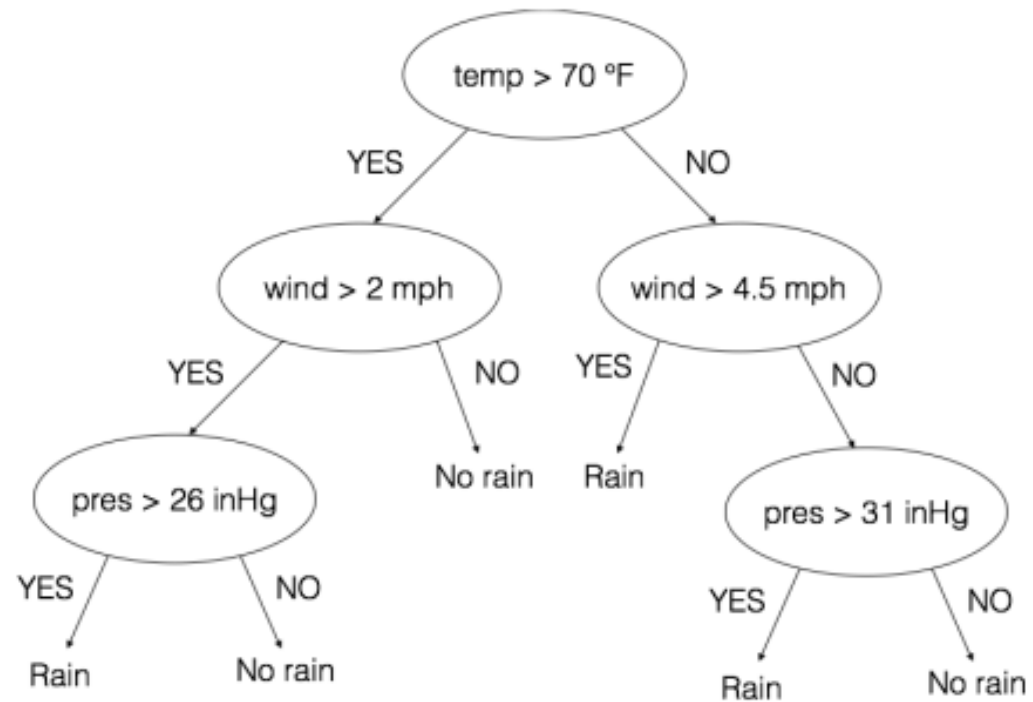 temp > 70 ºF
YES
NO
wind > 2 mph
wind > 4.5 mph
YES
NO
YES
NO
No rain
Rain
pres > 26 inHg
pres > 31 inHg
YES
NO
YES
NO
Rain
No rain
Rain
No rain